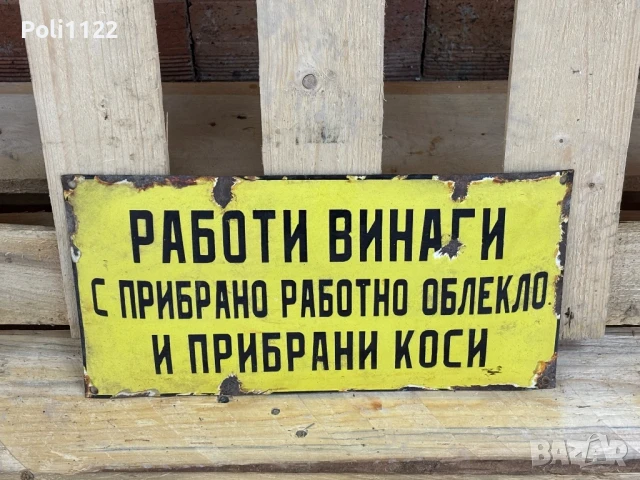 Poli1122
РАБОТИ ВИНАГИ
С ПРИБРАНО РАБОТНО ОБЛЕКЛО
И ПРИБРАНИ КОСИ
BAZAR